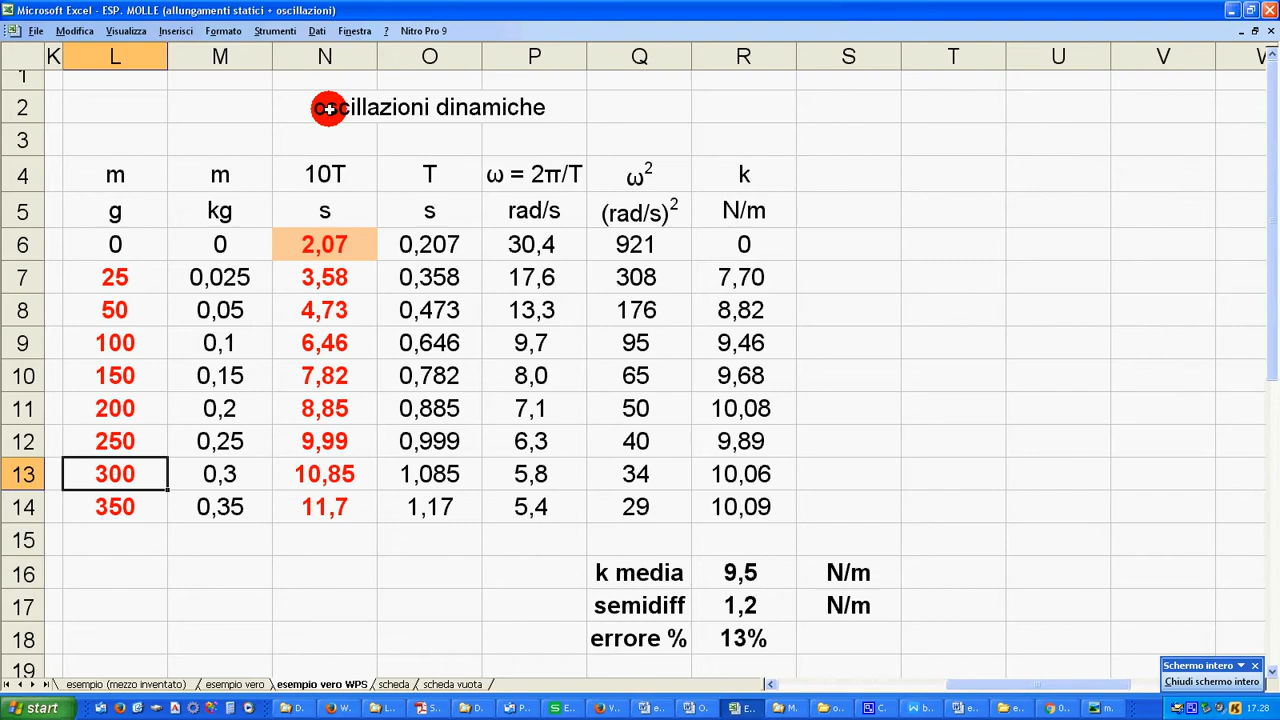 Microsoft Excel - ESP. MOLLE (allungamenti statici + oscillazioni)
File Modifica Visualizza Inserisci Formato Strumenti Dati Finestra ? Nitro Pro 9
K L M N O P Q R S T U V W
1
2 oscillazioni dinamiche
3
4 m m 10T T ω = 2π/T ω² k
5 g kg s s rad/s (rad/s)² N/m
6 0 0 2,07 0,207 30,4 921 0
7 25 0,025 3,58 0,358 17,6 308 7,70
8 50 0,05 4,73 0,473 13,3 176 8,82
9 100 0,1 6,46 0,646 9,7 95 9,46
10 150 0,15 7,82 0,782 8,0 65 9,68
11 200 0,2 8,85 0,885 7,1 50 10,08
12 250 0,25 9,99 0,999 6,3 40 9,89
13 300 0,3 10,85 1,085 5,8 34 10,06
14 350 0,35 11,7 1,17 5,4 29 10,09
15
16 k media 9,5 N/m
17 semidiff 1,2 N/m
18 errore % 13%
19
Schermo intero
Chiudi schermo intero
esempio (mezzo inventato) esempio vero esempio vero WPS scheda scheda vuota
start D. W. L. S. D. P. S E. V. e. O. E. M. o. C. b. e. e. m. 17.28